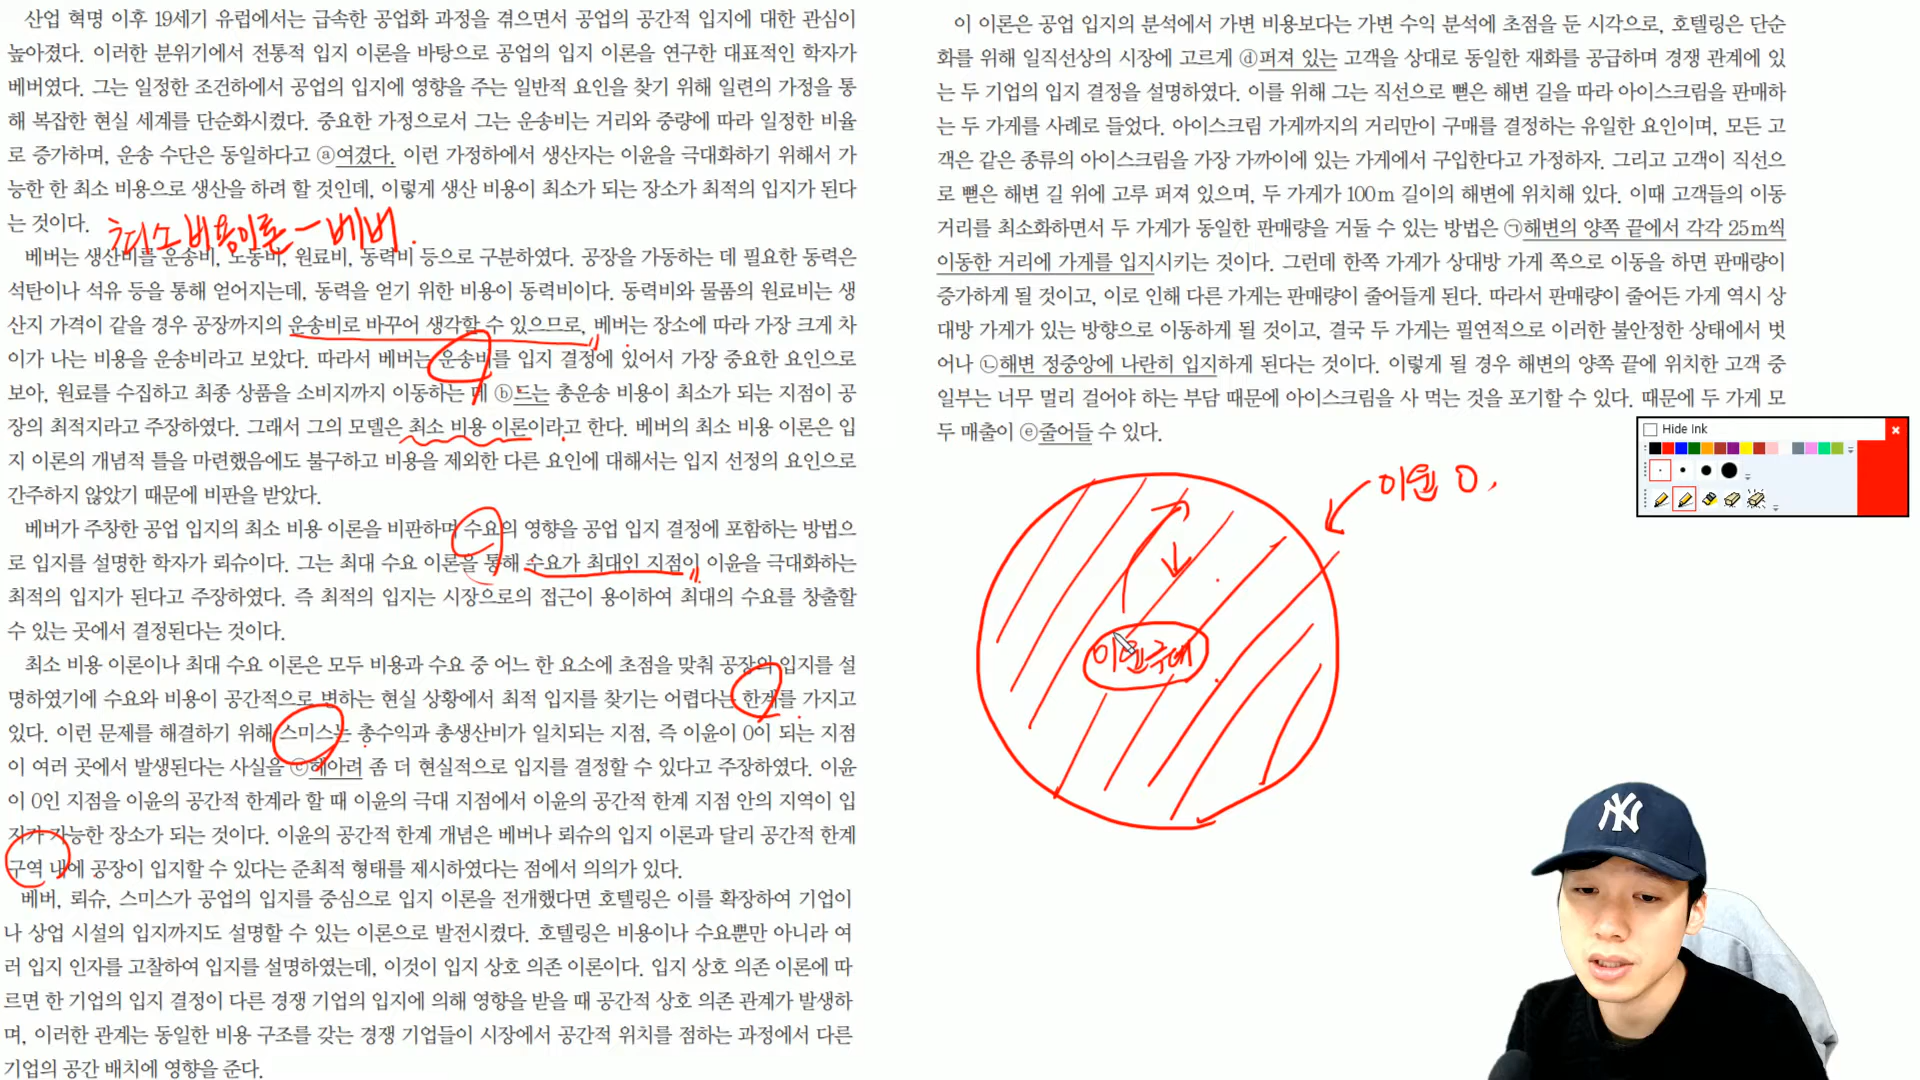 산업 혁명 이후 19세기 유럽에서는 급속한 공업화 과정을 겪으면서 공업의 공간적 입지에 대한 관심이
높아졌다. 이러한 분위기에서 전통적 입지 이론을 바탕으로 공업의 입지 이론을 연구한 대표적인 학자가
베버였다. 그는 일정한 조건하에서 공업의 입지에 영향을 주는 일반적 요인을 찾기 위해 일련의 가정을 통
해 복잡한 현실 세계를 단순화시켰다. 중요한 가정으로서 그는 운송비는 거리와 중량에 따라 일정한 비율
로 증가하며, 운송 수단은 동일하다고 ⓐ여겼다. 이런 가정하에서 생산자는 이윤을 극대화하기 위해서 가
능한 한 최소 비용으로 생산을 하려 할 것인데, 이렇게 생산 비용이 최소가 되는 장소가 최적의 입지가 된다
는 것이다.
최소 비용이론 - 베버.
베버는 생산비를 운송비, 노동비, 원료비, 동력비 등으로 구분하였다. 공장을 가동하는 데 필요한 동력은
석탄이나 석유 등을 통해 얻어지는데, 동력을 얻기 위한 비용이 동력비이다. 동력비와 물품의 원료비는 생
산지 가격이 같을 경우 공장까지의 운송비로 바꾸어 생각할 수 있으므로, 베버는 장소에 따라 가장 크게 차
이가 나는 비용을 운송비라고 보았다. 따라서 베버는 운송비를 입지 결정에 있어서 가장 중요한 요인으로
보아, 원료를 수집하고 최종 상품을 소비지까지 이동하는 데 ⓑ드는 총운송 비용이 최소가 되는 지점이 공
장의 최적지라고 주장하였다. 그래서 그의 모델은 최소 비용 이론이라고 한다. 베버의 최소 비용 이론은 입
지 이론의 개념적 틀을 마련했음에도 불구하고 비용을 제외한 다른 요인에 대해서는 입지 선정의 요인으로
간주하지 않았기 때문에 비판을 받았다.
베버가 주창한 공업 입지의 최소 비용 이론을 비판하며 수요의 영향을 공업 입지 결정에 포함하는 방법으
로 입지를 설명한 학자가 뢰슈이다. 그는 최대 수요 이론을 통해 수요가 최대인 지점이 이윤을 극대화하는
최적의 입지가 된다고 주장하였다. 즉 최적의 입지는 시장으로의 접근이 용이하여 최대의 수요를 창출할
수 있는 곳에서 결정된다는 것이다.
최소 비용 이론이나 최대 수요 이론은 모두 비용과 수요 중 어느 한 요소에 초점을 맞춰 공장의 입지를 설
명하였기에 수요와 비용이 공간적으로 변하는 현실 상황에서 최적 입지를 찾기는 어렵다는 한계를 가지고
있다. 이런 문제를 해결하기 위해 스미스는 총수익과 총생산비가 일치되는 지점, 즉 이윤이 0이 되는 지점
이 여러 곳에서 발생된다는 사실을 ⓒ헤아려 좀 더 현실적으로 입지를 결정할 수 있다고 주장하였다. 이윤
이 0인 지점을 이윤의 공간적 한계라 할 때 이윤의 극대 지점에서 이윤의 공간적 한계 지점 안의 지역이 입
지가 가능한 장소가 되는 것이다. 이윤의 공간적 한계 개념은 베버나 뢰슈의 입지 이론과 달리 공간적 한계
구역 내에 공장이 입지할 수 있다는 준최적 형태를 제시하였다는 점에서 의의가 있다.
베버, 뢰슈, 스미스가 공업의 입지를 중심으로 입지 이론을 전개했다면 호텔링은 이를 확장하여 기업이
나 상업 시설의 입지까지도 설명할 수 있는 이론으로 발전시켰다. 호텔링은 비용이나 수요뿐만 아니라 여
러 입지 인자를 고찰하여 입지를 설명하였는데, 이것이 입지 상호 의존 이론이다. 입지 상호 의존 이론에 따
르면 한 기업의 입지 결정이 다른 경쟁 기업의 입지에 의해 영향을 받을 때 공간적 상호 의존 관계가 발생하
며, 이러한 관계는 동일한 비용 구조를 갖는 경쟁 기업들이 시장에서 공간적 위치를 점하는 과정에서 다른
기업의 공간 배치에 영향을 준다.
이 이론은 공업 입지의 분석에서 가변 비용보다는 가변 수익 분석에 초점을 둔 시각으로, 호텔링은 단순
화를 위해 일직선상의 시장에 고르게 ⓓ퍼져 있는 고객을 상대로 동일한 재화를 공급하며 경쟁 관계에 있
는 두 기업의 입지 결정을 설명하였다. 이를 위해 그는 직선으로 뻗은 해변 길을 따라 아이스크림을 판매하
는 두 가게를 사례로 들었다. 아이스크림 가게까지의 거리만이 구매를 결정하는 유일한 요인이며, 모든 고
객은 같은 종류의 아이스크림을 가장 가까이에 있는 가게에서 구입한다고 가정하자. 그리고 고객이 직선으
로 뻗은 해변 길 위에 고루 퍼져 있으며, 두 가게가 100m 길이의 해변에 위치해 있다. 이때 고객들의 이동
거리를 최소화하면서 두 가게가 동일한 판매량을 거둘 수 있는 방법은 ㉠해변의 양쪽 끝에서 각각 25m씩
이동한 거리에 가게를 입지시키는 것이다. 그런데 한쪽 가게가 상대방 가게 쪽으로 이동을 하면 판매량이
증가하게 될 것이고, 이로 인해 다른 가게는 판매량이 줄어들게 된다. 따라서 판매량이 줄어든 가게 역시 상
대방 가게가 있는 방향으로 이동하게 될 것이고, 결국 두 가게는 필연적으로 이러한 불안정한 상태에서 벗
어나 ㉡해변 정중앙에 나란히 입지하게 된다는 것이다. 이렇게 될 경우 해변의 양쪽 끝에 위치한 고객 중
일부는 너무 멀리 걸어야 하는 부담 때문에 아이스크림을 사 먹는 것을 포기할 수 있다. 때문에 두 가게 모
두 매출이 ⓔ줄어들 수 있다.
Hide Ink
이윤 0.
이윤극대
NY